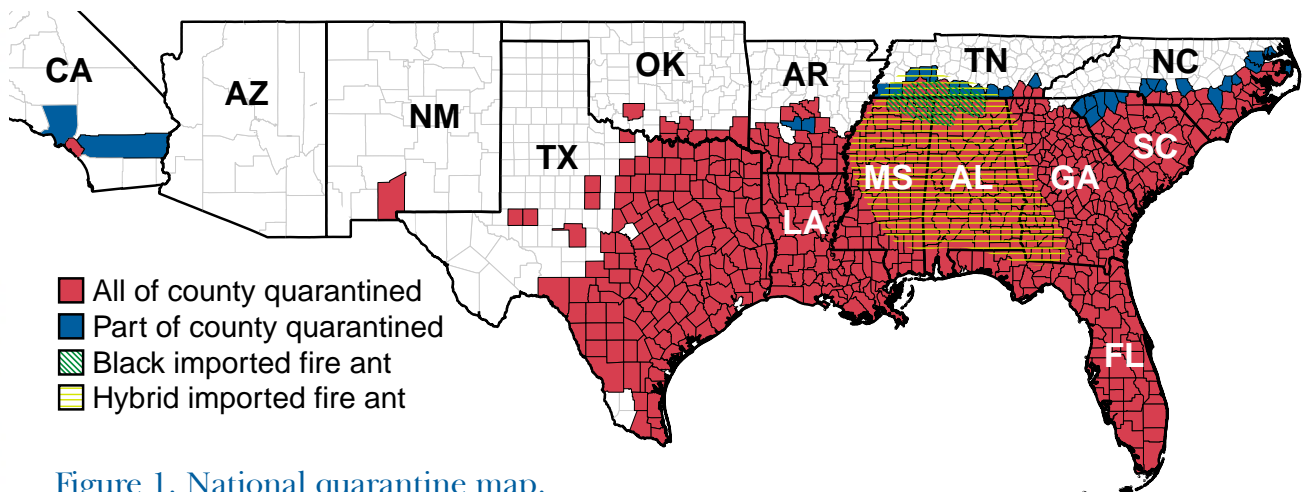 CA
AZ
NM
TX
OK
AR
LA
MS
AL
TN
GA
NC
SC
FL
All of county quarantined
Part of county quarantined
Black imported fire ant
Hybrid imported fire ant
Figure 1. National quarantine map.